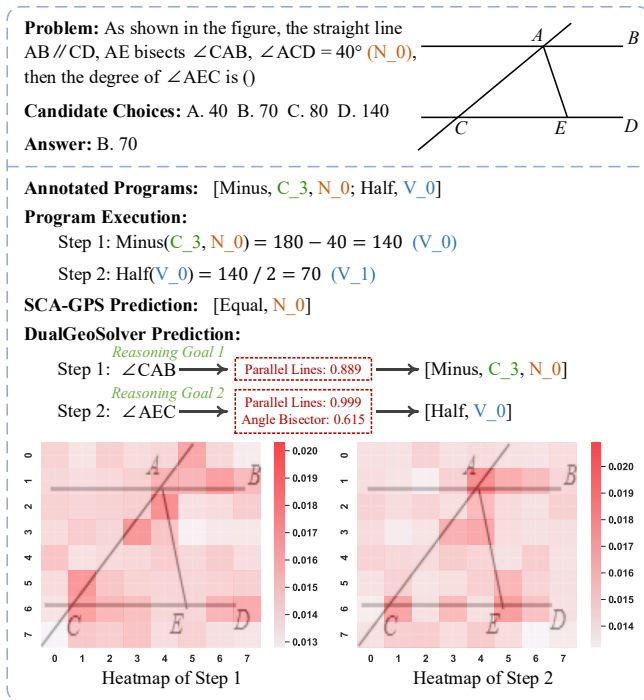 Problem: As shown in the figure, the straight line
AB∥CD, AE bisects ∠CAB, ∠ACD = 40° (N_0),
then the degree of ∠AEC is ()
Candidate Choices: A. 40 B. 70 C. 80 D. 140
Answer: B. 70
A
B
C
E
D
Annotated Programs: [Minus, C_3, N_0; Half, V_0]
Program Execution:
Step 1: Minus(C_3, N_0) = 180 − 40 = 140 (V_0)
Step 2: Half(V_0) = 140 / 2 = 70 (V_1)
SCA-GPS Prediction: [Equal, N_0]
DualGeoSolver Prediction:
Reasoning Goal 1
Step 1: ∠CAB Parallel Lines: 0.889 [Minus, C_3, N_0]
Reasoning Goal 2
Step 2: ∠AEC Parallel Lines: 0.999 [Half, V_0]
Angle Bisector: 0.615
0
1
2
3
4
5
6
7
A
B
C
E
D
0 1 2 3 4 5 6 7
0.020
0.019
0.018
0.017
0.016
0.015
0.014
0.013
Heatmap of Step 1
0
1
2
3
4
5
6
7
A
B
C
E
D
0 1 2 3 4 5 6 7
0.020
0.019
0.018
0.017
0.016
0.015
0.014
Heatmap of Step 2